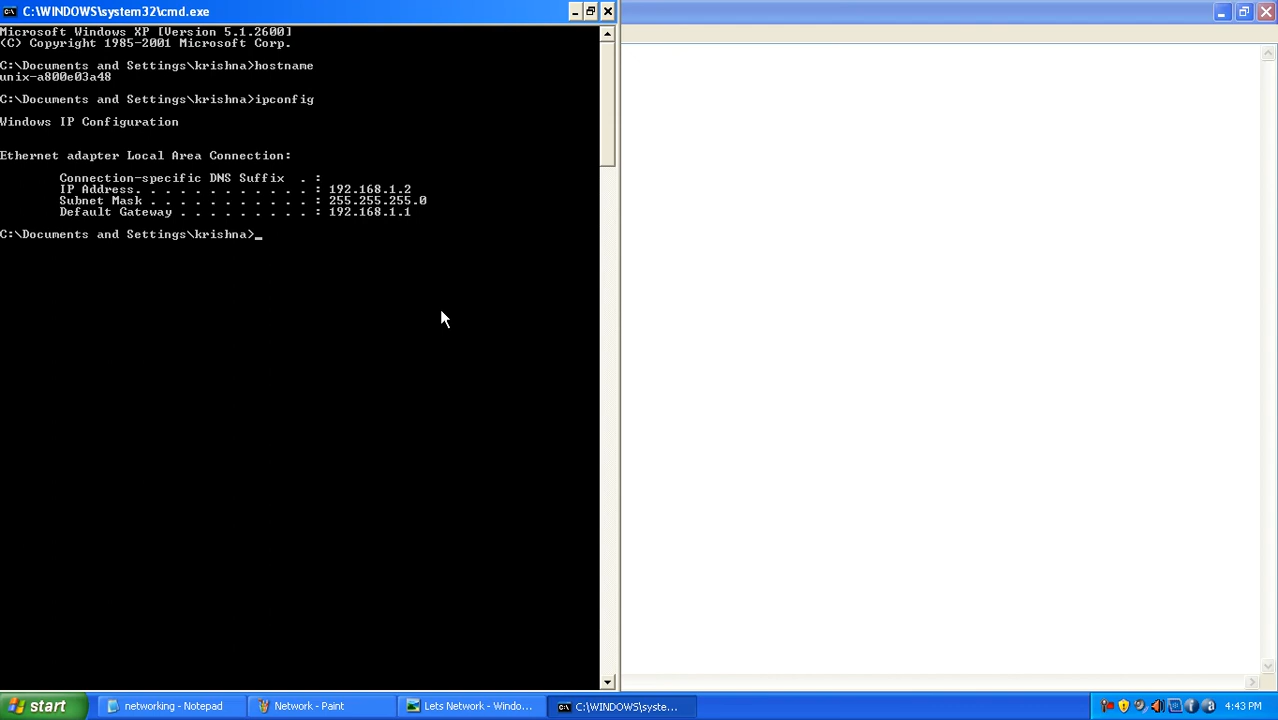 C:\WINDOWS\system32\cmd.exe
Microsoft Windows XP [Version 5.1.2600]
(C) Copyright 1985-2001 Microsoft Corp.
C:\Documents and Settings\krishna>hostname
unix-a800e03a48
C:\Documents and Settings\krishna>ipconfig
Windows IP Configuration
Ethernet adapter Local Area Connection:
Connection-specific DNS Suffix . :
IP Address. . . . . . . . . . . . : 192.168.1.2
Subnet Mask . . . . . . . . . . . : 255.255.255.0
Default Gateway . . . . . . . . . : 192.168.1.1
C:\Documents and Settings\krishna>_
start
networking - Notepad
Network - Paint
Lets Network - Windo...
C:\WINDOWS\syste...
4:43 PM